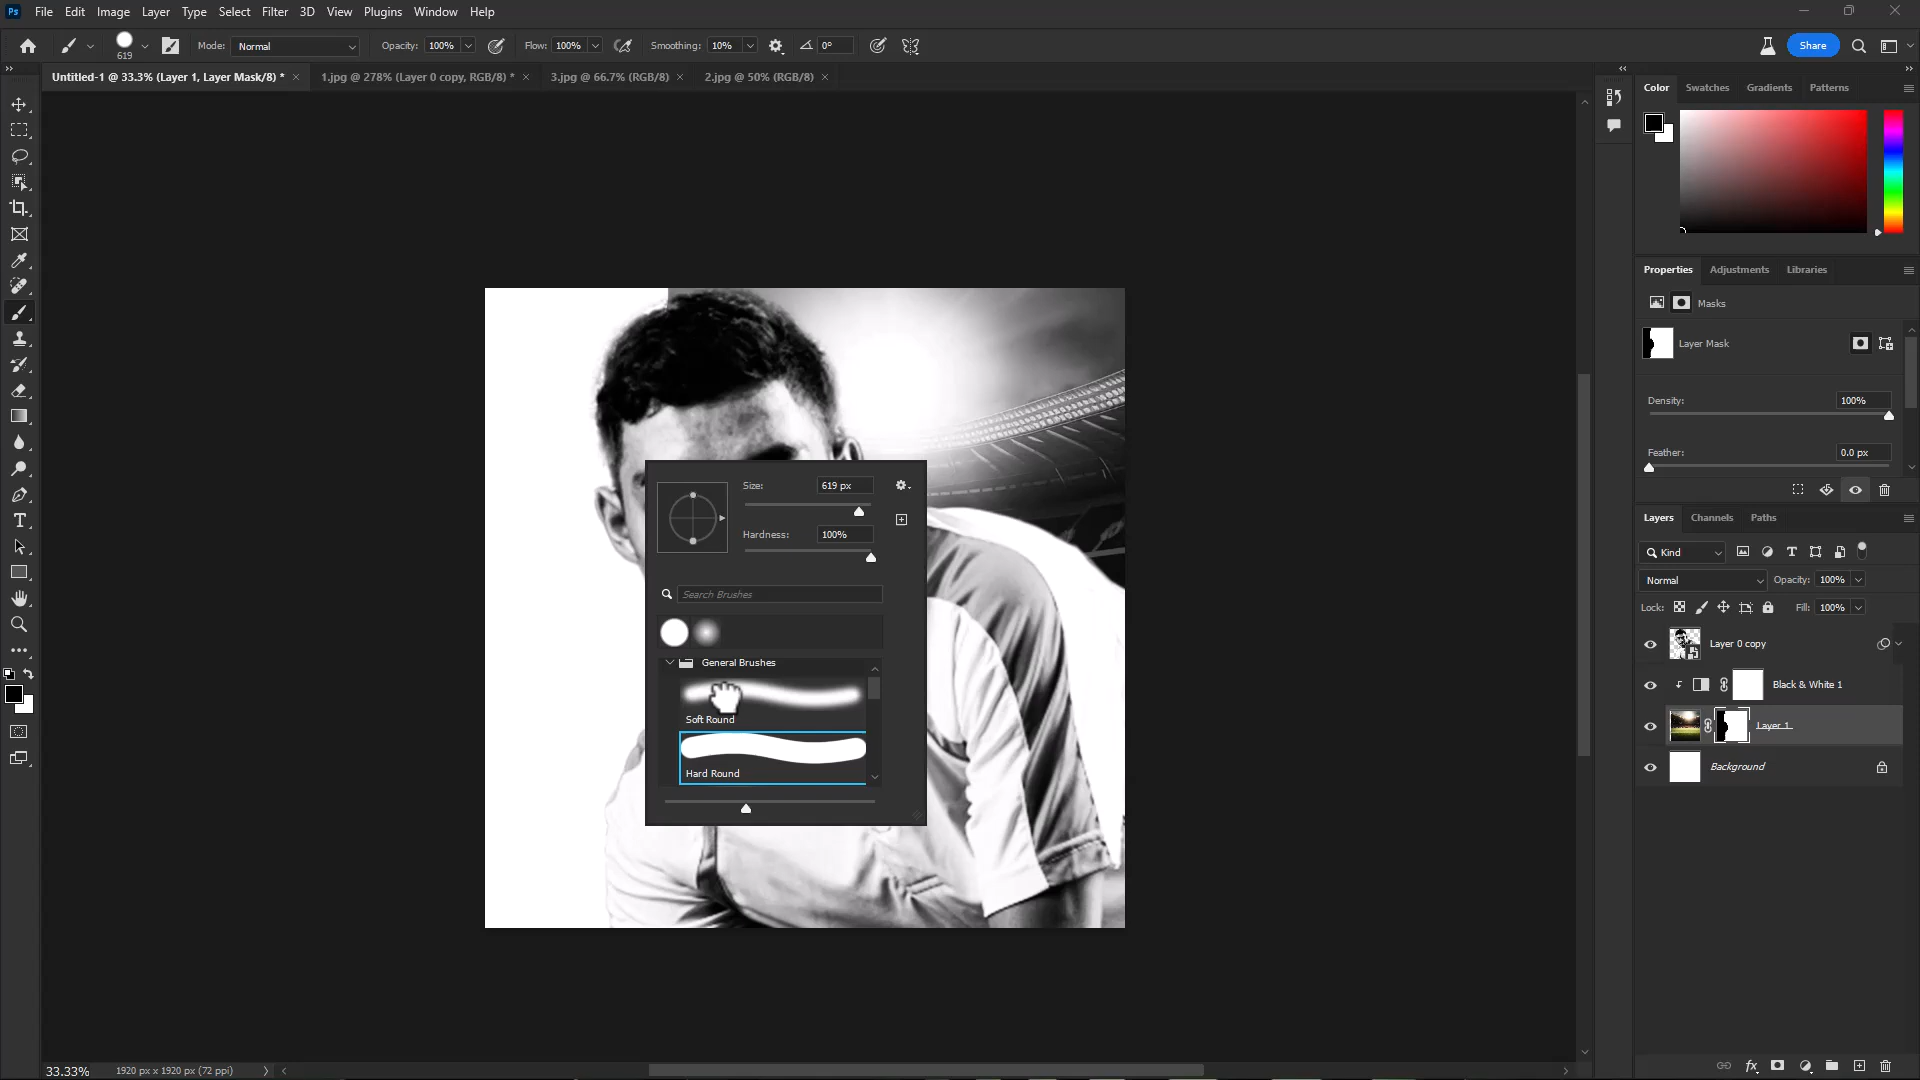 Ps File Edit Image Layer Type Select Filter 3D View Plugins Window Help
619 Mode: Normal Opacity: 100% Flow: 100% Smoothing: 10% 0° Share
Untitled-1 @ 33.3% (Layer 1, Layer Mask/8) * × 1.jpg @ 278% (Layer 0 copy, RGB/8) * × 3.jpg @ 66.7% (RGB/8) × 2.jpg @ 50% (RGB/8) ×
Color Swatches Gradients Patterns
Properties Adjustments Libraries
Masks
Layer Mask
Density: 100%
Feather: 0.0 px
Size: 619 px
Hardness: 100%
Search Brushes
General Brushes
Soft Round
Hard Round
Layers Channels Paths
Kind
Normal Opacity: 100%
Lock: Fill: 100%
Layer 0 copy
Black & White 1
Layer 1
Background
33.33% 1920 px x 1920 px (72 ppi)